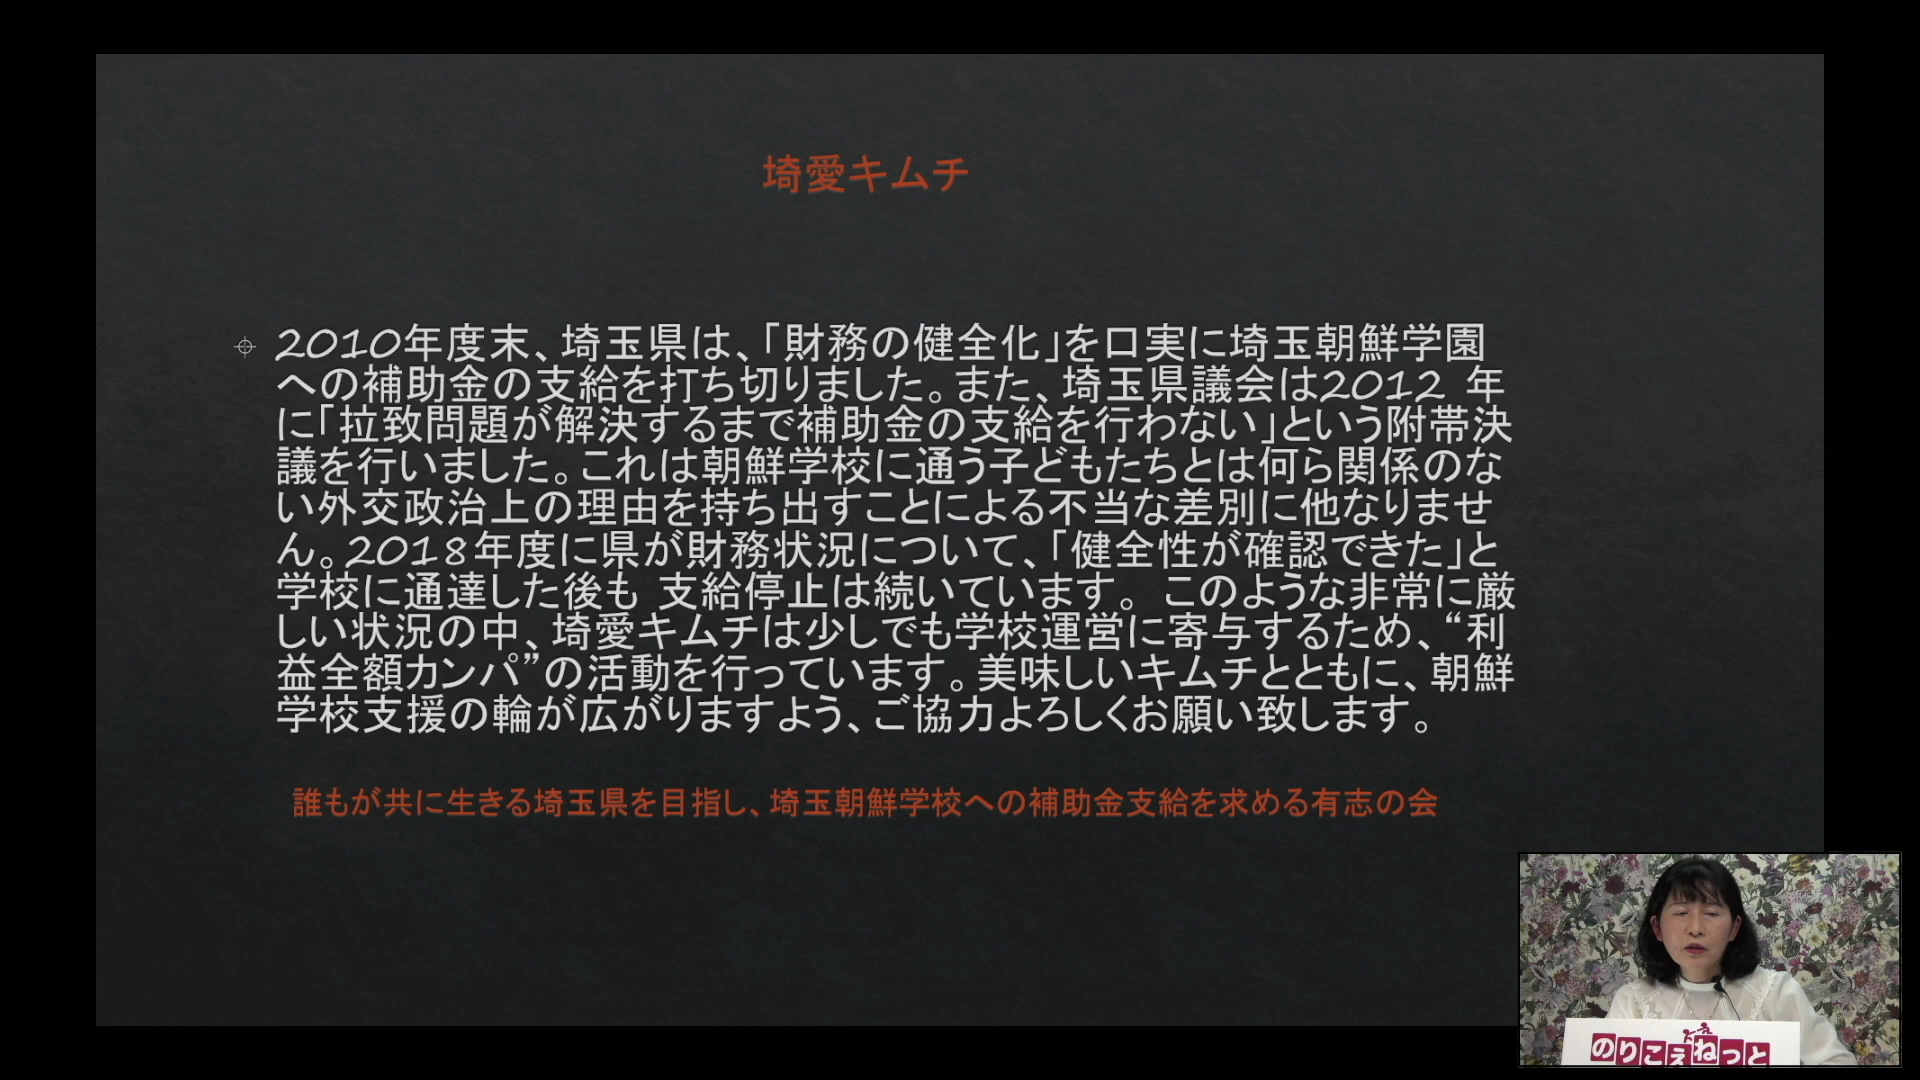 埼愛キムチ
2010年度末、埼玉県は、「財務の健全化」を口実に埼玉朝鮮学園
への補助金の支給を打ち切りました。また、埼玉県議会は2012 年
に「拉致問題が解決するまで補助金の支給を行わない」という附帯決
議を行いました。これは朝鮮学校に通う子どもたちとは何ら関係のな
い外交政治上の理由を持ち出すことによる不当な差別に他なりませ
ん。2018年度に県が財務状況について、「健全性が確認できた」と
学校に通達した後も 支給停止は続いています。 このような非常に厳
しい状況の中、埼愛キムチは少しでも学校運営に寄与するため、“利
益全額カンパ”の活動を行っています。美味しいキムチとともに、朝鮮
学校支援の輪が広がりますよう、ご協力よろしくお願い致します。
誰もが共に生きる埼玉県を目指し、埼玉朝鮮学校への補助金支給を求める有志の会
のりこえねっと